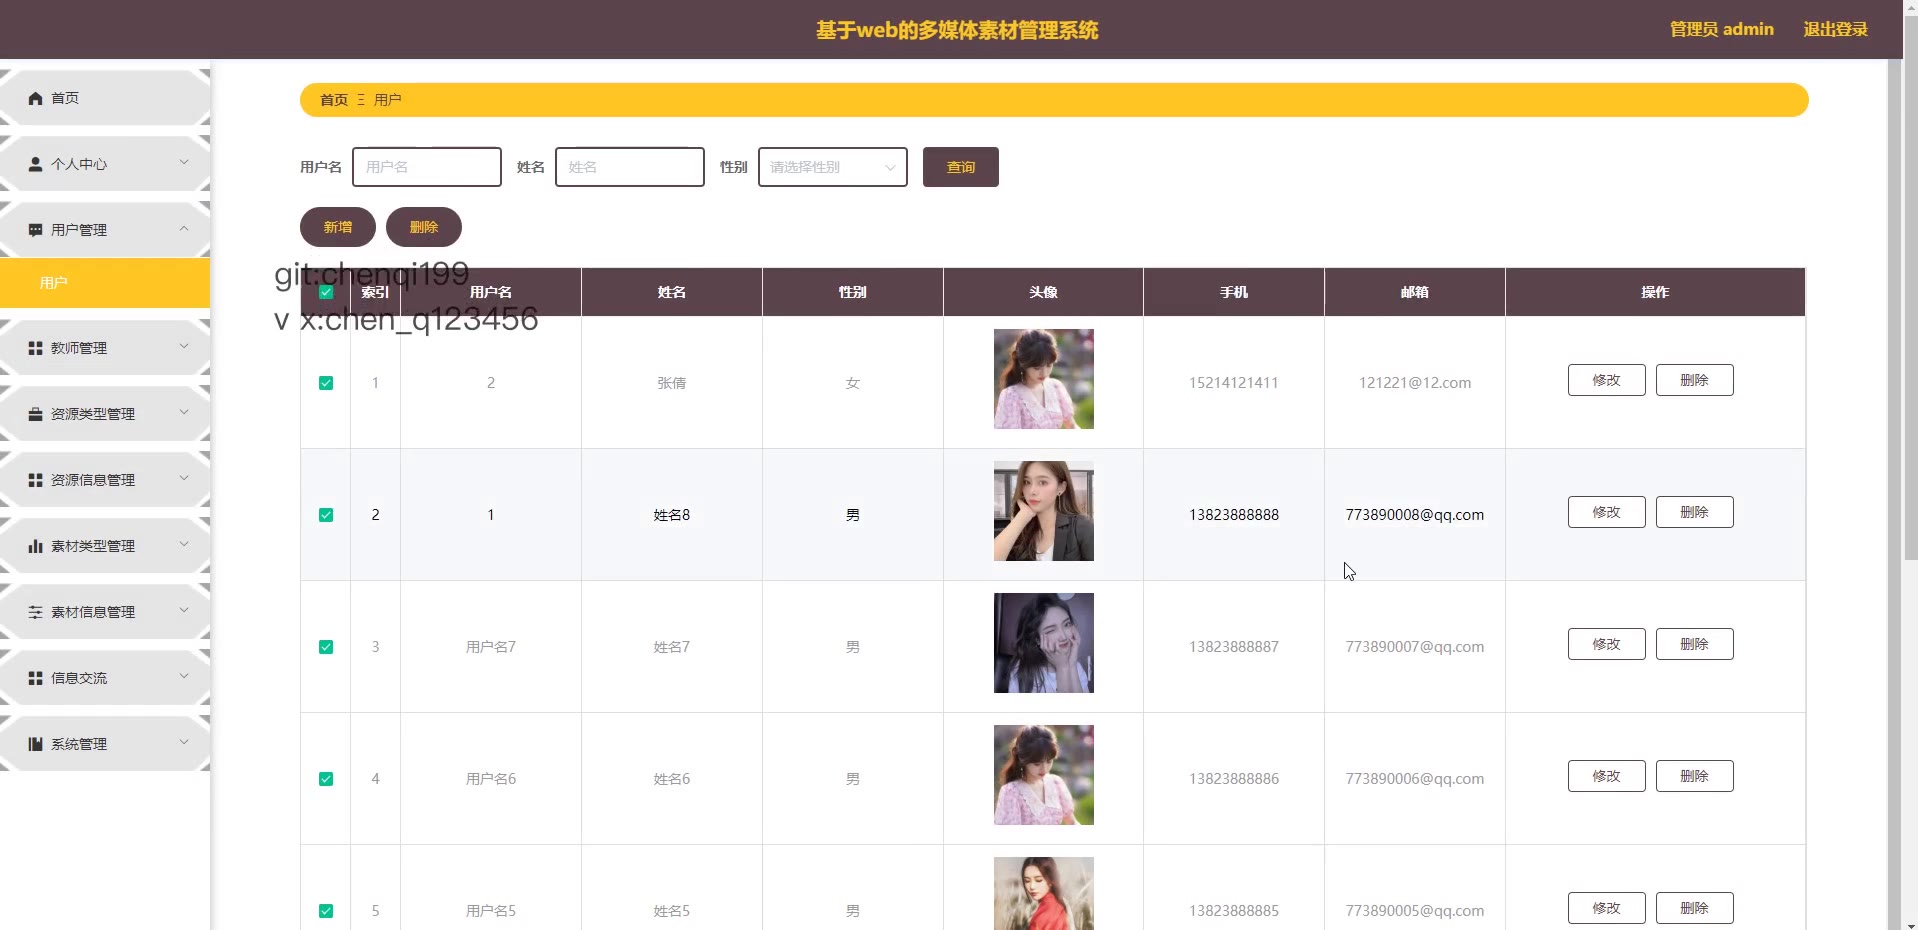 基于web的多媒体素材管理系统
管理员 admin 退出登录
首页
个人中心
用户管理
用户
教师管理
资源类型管理
资源信息管理
素材类型管理
素材信息管理
信息交流
系统管理
首页 Ξ 用户
用户名 用户名 姓名 姓名 性别 请选择性别 查询
新增 删除
git:chenqi199
v x:chen_q123456
索引 用户名 姓名 性别 头像 手机 邮箱 操作
1 2 张倩 女 15214121411 121221@12.com 修改 删除
2 1 姓名8 男 13823888888 773890008@qq.com 修改 删除
3 用户名7 姓名7 男 13823888887 773890007@qq.com 修改 删除
4 用户名6 姓名6 男 13823888886 773890006@qq.com 修改 删除
5 用户名5 姓名5 男 13823888885 773890005@qq.com 修改 删除